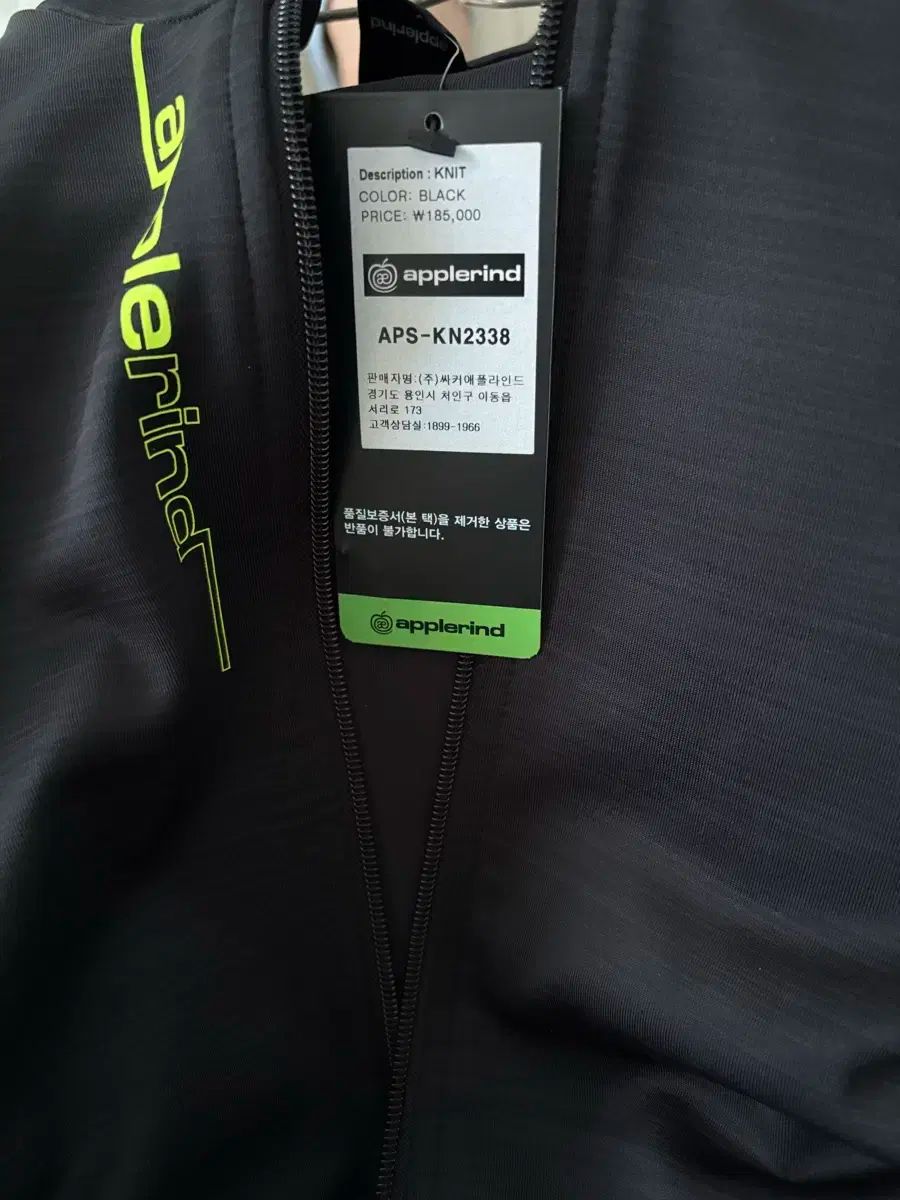 applerind
applerind
Description : KNIT
COLOR: BLACK
PRICE: ₩185,000
applerind
APS-KN2338
판매자명:(주)싸커애플라인드
경기도 용인시 처인구 이동읍
서리로 173
고객상담실:1899-1966
품질보증서(본 택)을 제거한 상품은
반품이 불가합니다.
applerind